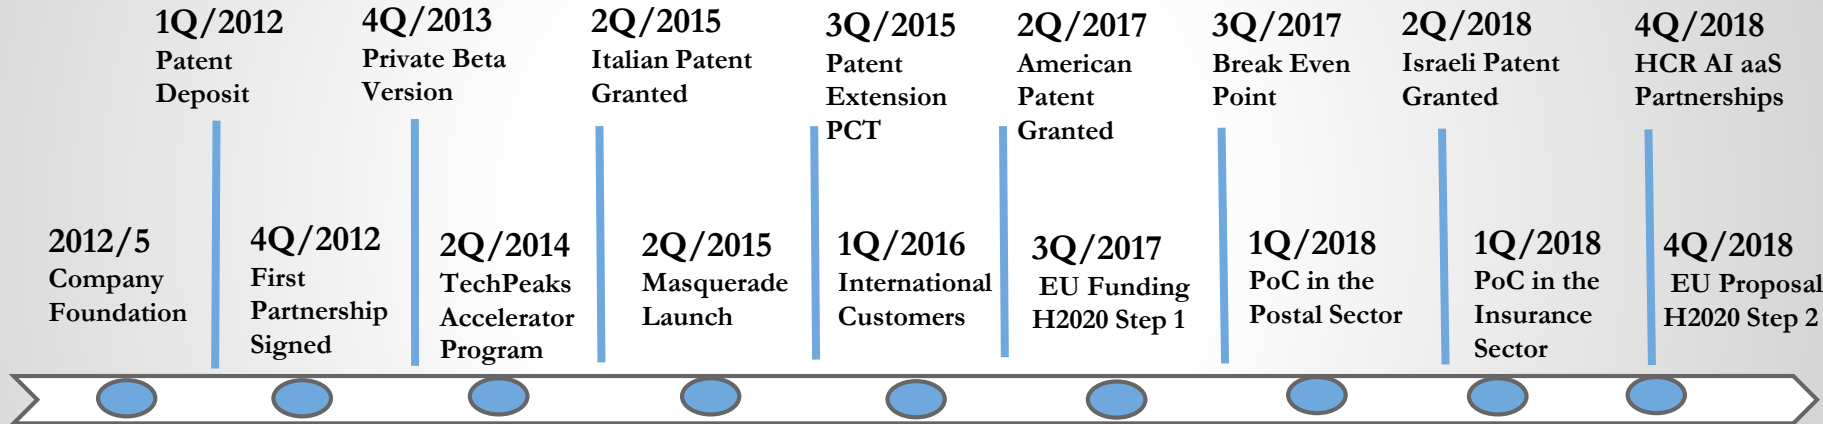 1Q/2012
Patent
Deposit
4Q/2013
Private Beta
Version
2Q/2015
Italian Patent
Granted
3Q/2015
Patent
Extension
PCT
2Q/2017
American
Patent
Granted
3Q/2017
Break Even
Point
2Q/2018
Israeli Patent
Granted
4Q/2018
HCR AI aaS
Partnerships
2012/5
Company
Foundation
4Q/2012
First
Partnership
Signed
2Q/2014
TechPeaks
Accelerator
Program
2Q/2015
Masquerade
Launch
1Q/2016
International
Customers
3Q/2017
EU Funding
H2020 Step 1
1Q/2018
PoC in the
Postal Sector
1Q/2018
PoC in the
Insurance
Sector
4Q/2018
EU Proposal
H2020 Step 2